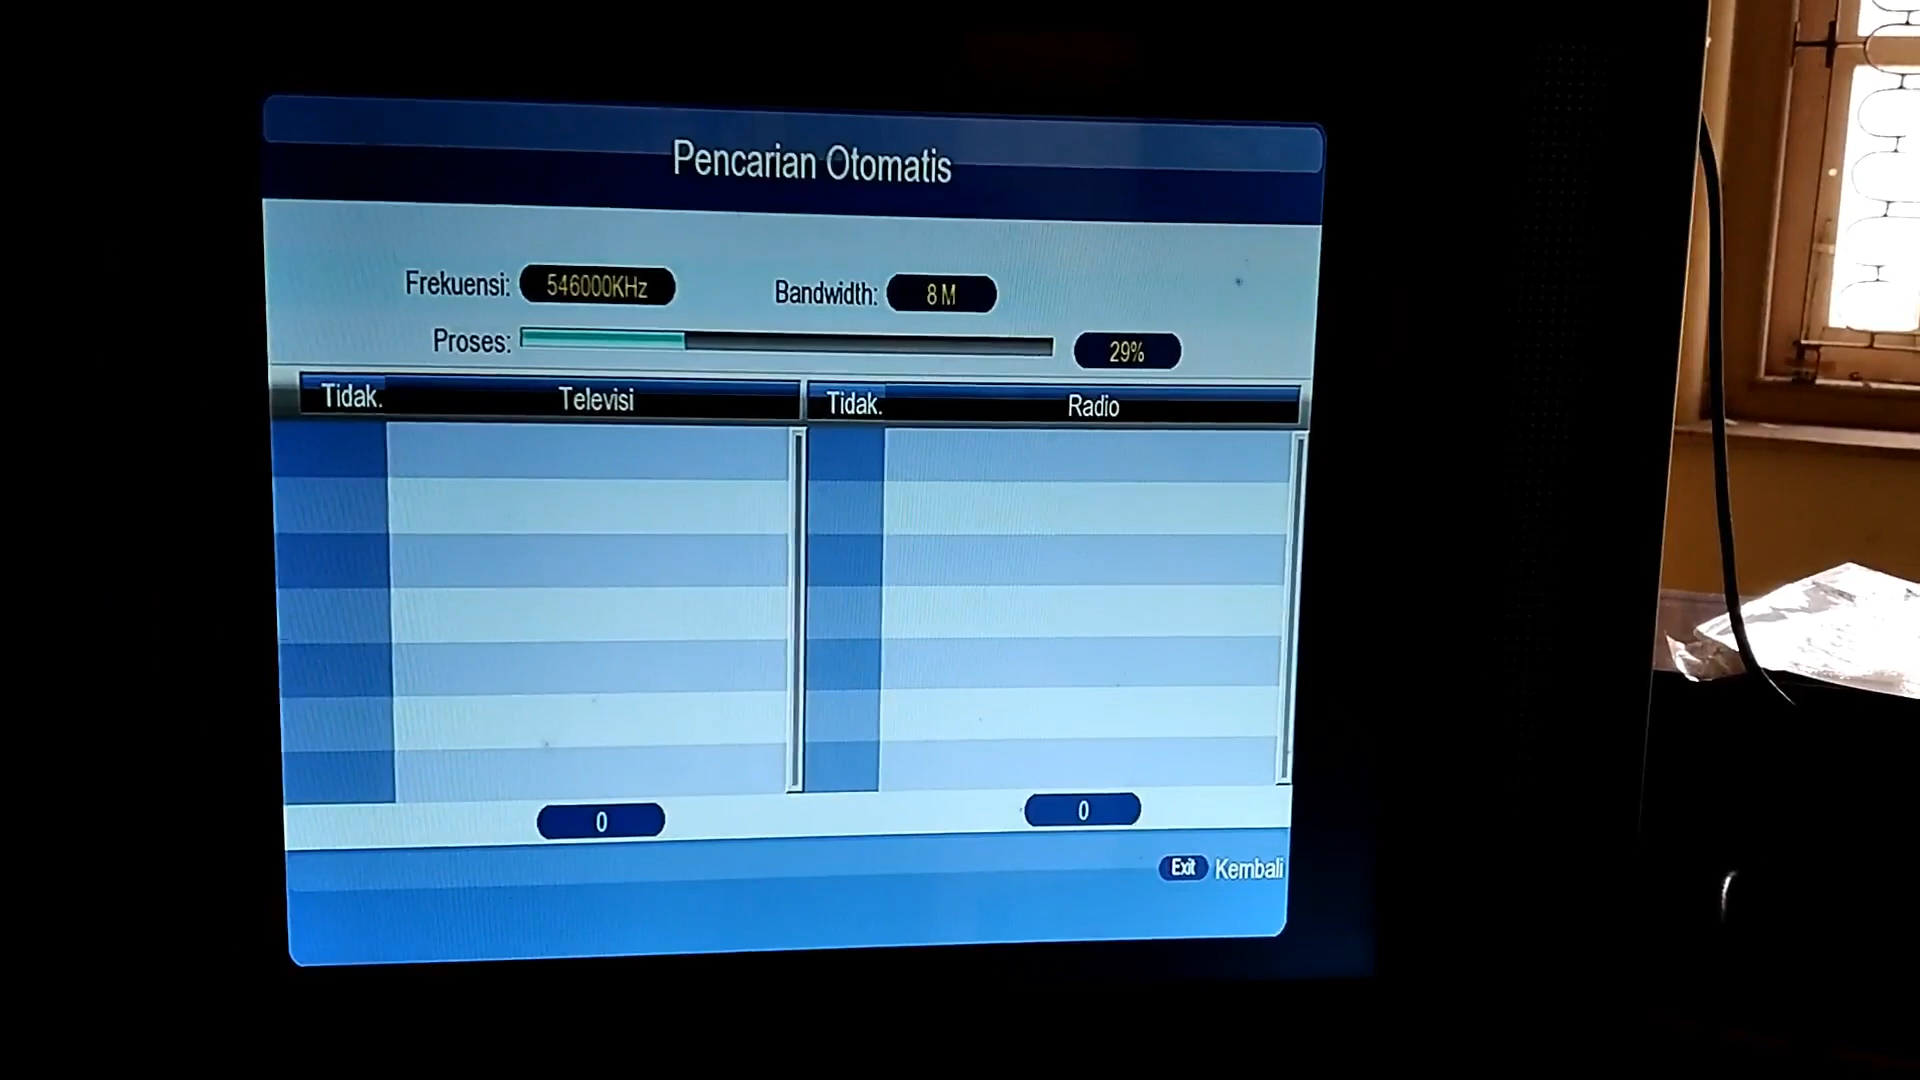 Pencarian Otomatis
Frekuensi: 546000KHz Bandwidth: 8 M
Proses: 29%
Tidak. Televisi Tidak. Radio
0 0
Exit Kembali